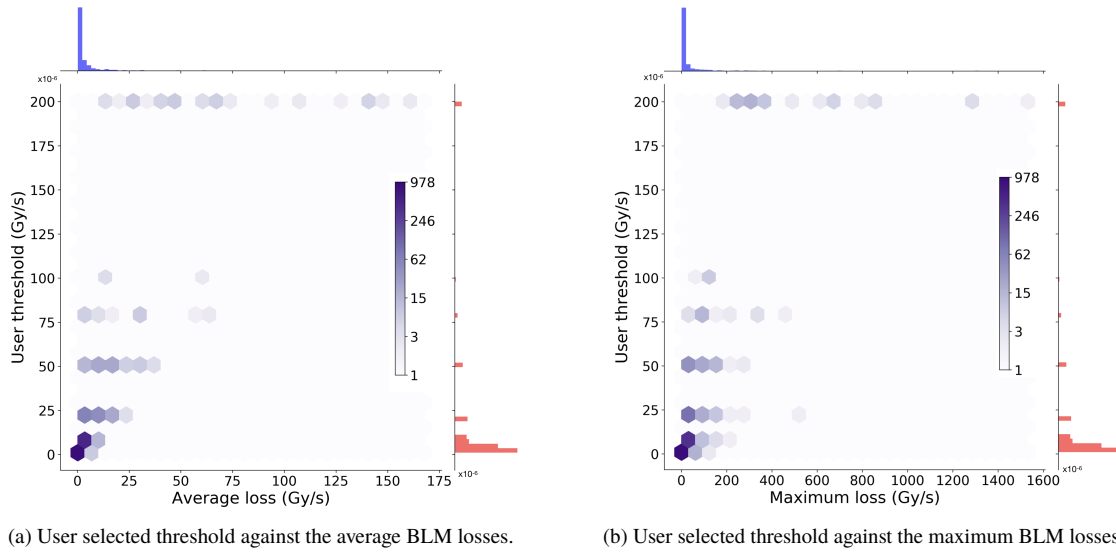 x10⁻⁶
200
175
150
125
100
75
50
25
0
User threshold (Gy/s)
978
246
62
15
3
1
0 25 50 75 100 125 150 175
x10⁻⁶
Average loss (Gy/s)
(a) User selected threshold against the average BLM losses.
x10⁻⁶
200
175
150
125
100
75
50
25
0
User threshold (Gy/s)
978
246
62
15
3
1
0 200 400 600 800 1000 1200 1400 1600
x10⁻⁶
Maximum loss (Gy/s)
(b) User selected threshold against the maximum BLM losses